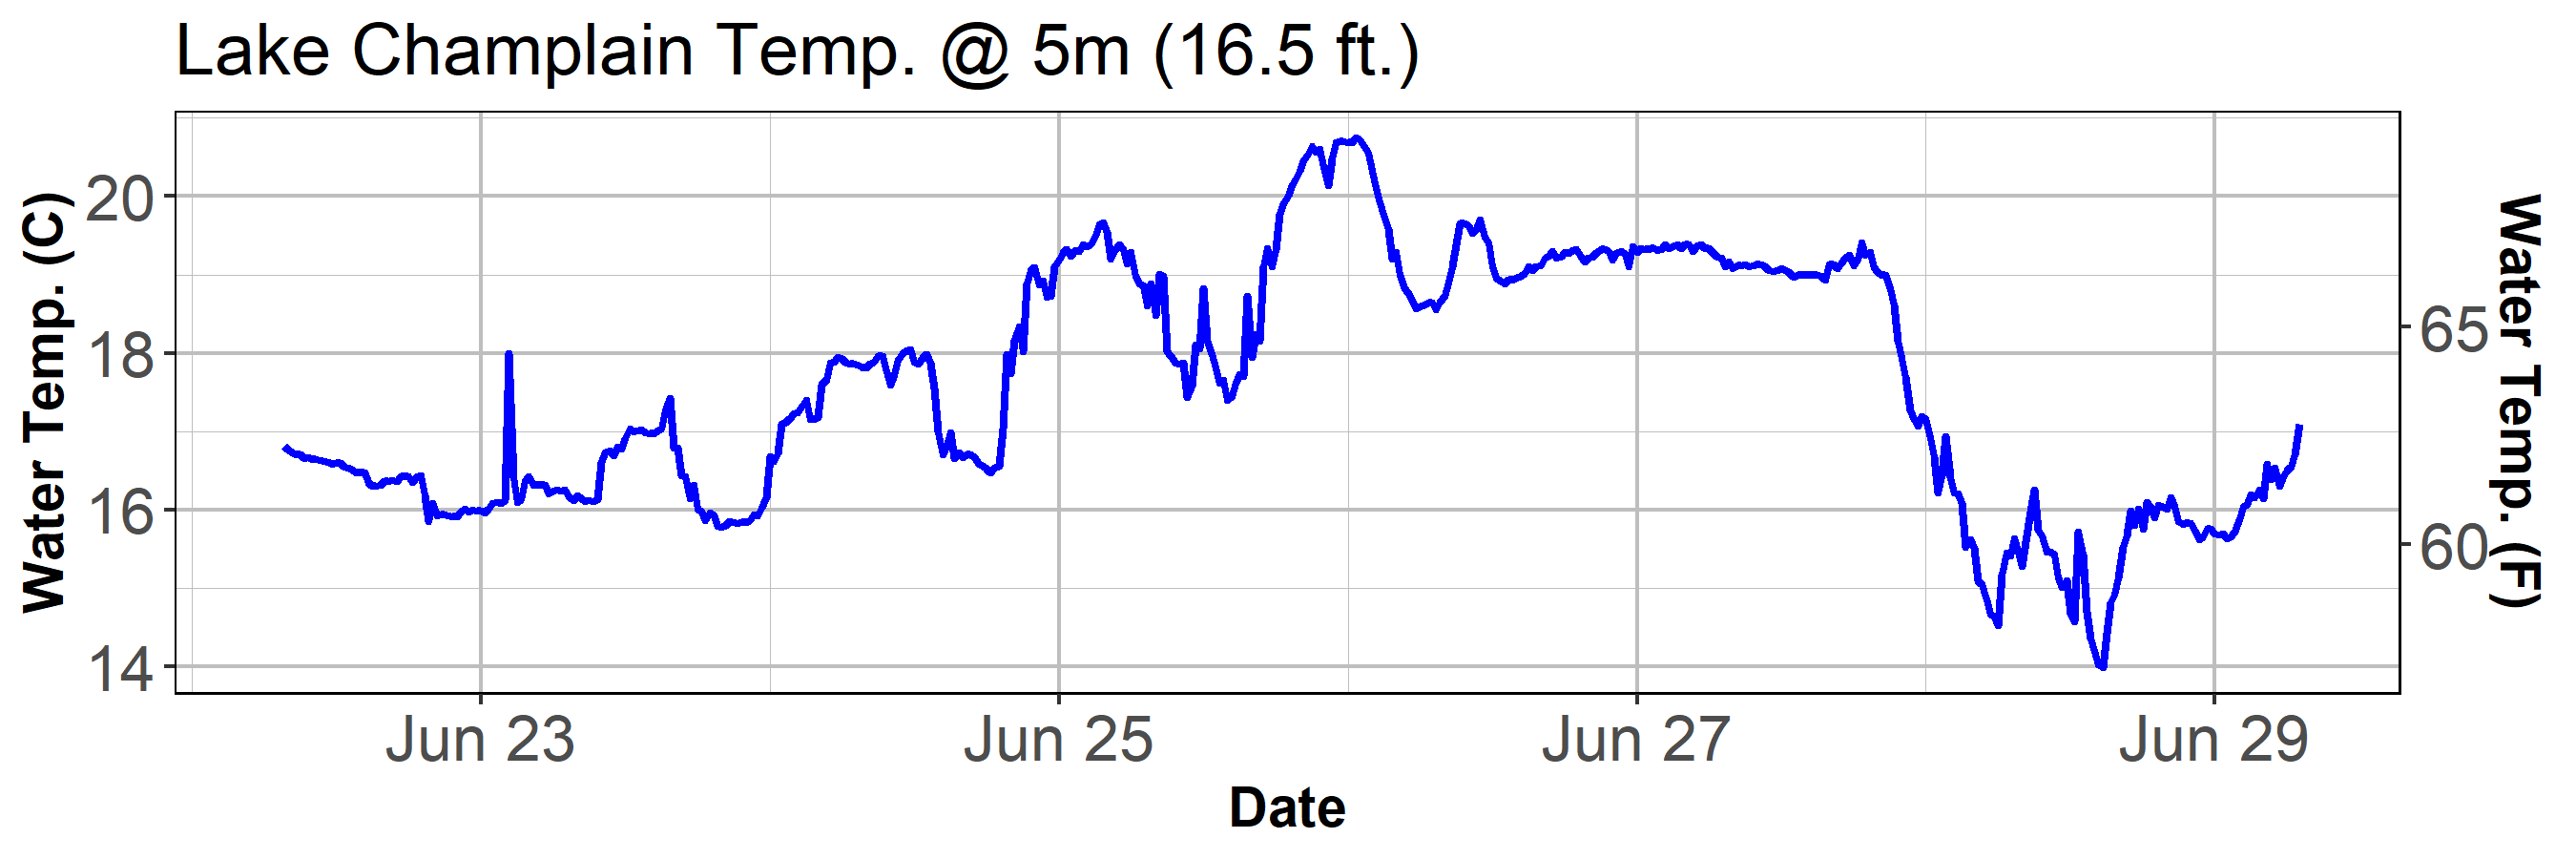 Lake Champlain Temp. @ 5m (16.5 ft.)
Water Temp. (C)
20
18
16
14
65
60
Water Temp. (F)
Jun 23
Jun 25
Jun 27
Jun 29
Date